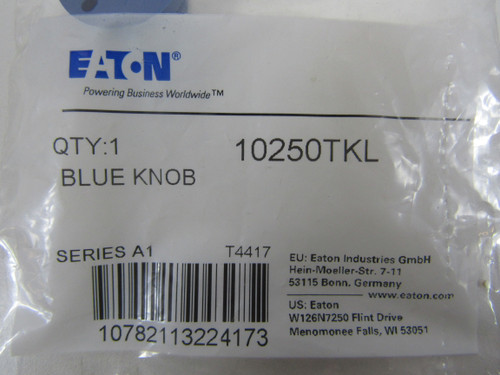 EATON®
Powering Business Worldwide™
QTY:1
10250TKL
BLUE KNOB
SERIES A1
T4417
10782113224173
EU: Eaton Industries GmbH
Hein-Moeller-Str. 7-11
53115 Bonn. Germany
www.eaton.com
US: Eaton
W126N7250 Flint Drive
Menomonee Falls, WI 53051